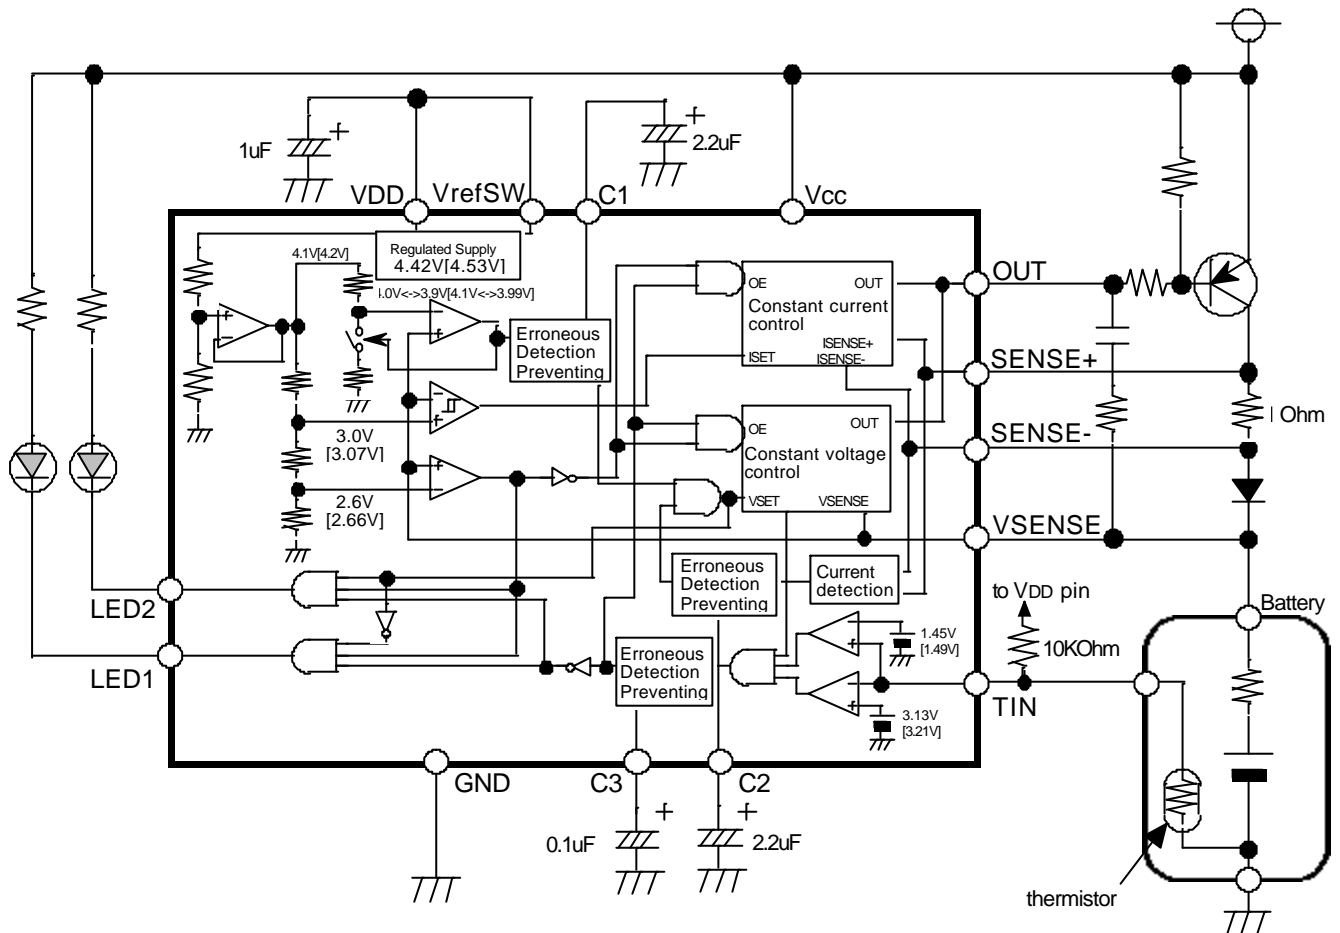 1uF
+
+
2.2uF
VDD
VrefSW
C1
Vcc
4.1V[4.2V]
Regulated Supply
4.42V[4.53V]
.0V<->3.9V[4.1V<->3.99V]
Erroneous
Detection
Preventing
OE
OUT
Constant current
control
ISENSE+
ISENSE-
ISET
OUT
SENSE+
1 Ohm
SENSE-
3.0V
[3.07V]
OE
OUT
Constant voltage
control
VSET
VSENSE
2.6V
[2.66V]
VSENSE
Erroneous
Detection
Preventing
Current
detection
to VDD pin
Battery
LED2
1.45V
[1.49V]
10KOhm
LED1
Erroneous
Detection
Preventing
TIN
3.13V
[3.21V]
GND
C3
C2
+
0.1uF
+
2.2uF
thermistor